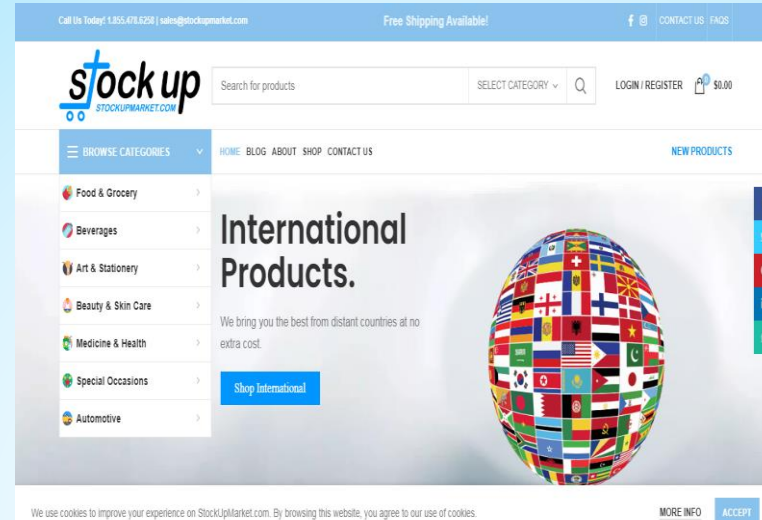 Call Us Today! 1.855.478.6258 | sales@stockupmarket.com
Free Shipping Available!
CONTACT US
FAQS
stock up
STOCKUPMARKET.COM
Search for products
SELECT CATEGORY
LOGIN / REGISTER
0
$0.00
BROWSE CATEGORIES
HOME BLOG ABOUT SHOP CONTACT US
NEW PRODUCTS
Food & Grocery
Beverages
Art & Stationery
Beauty & Skin Care
Medicine & Health
Special Occasions
Automotive
International
Products.
We bring you the best from distant countries at no
extra cost.
Shop International
We use cookies to improve your experience on StockUpMarket.com. By browsing this website, you agree to our use of cookies.
MORE INFO
ACCEPT